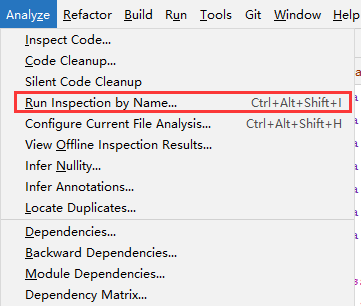 Analyze Refactor Build Run Tools Git Window Help
Inspect Code...
Code Cleanup...
Silent Code Cleanup
Run Inspection by Name... Ctrl+Alt+Shift+I
Configure Current File Analysis... Ctrl+Alt+Shift+H
View Offline Inspection Results...
Infer Nullity...
Infer Annotations...
Locate Duplicates...
Dependencies...
Backward Dependencies...
Module Dependencies...
Dependency Matrix...